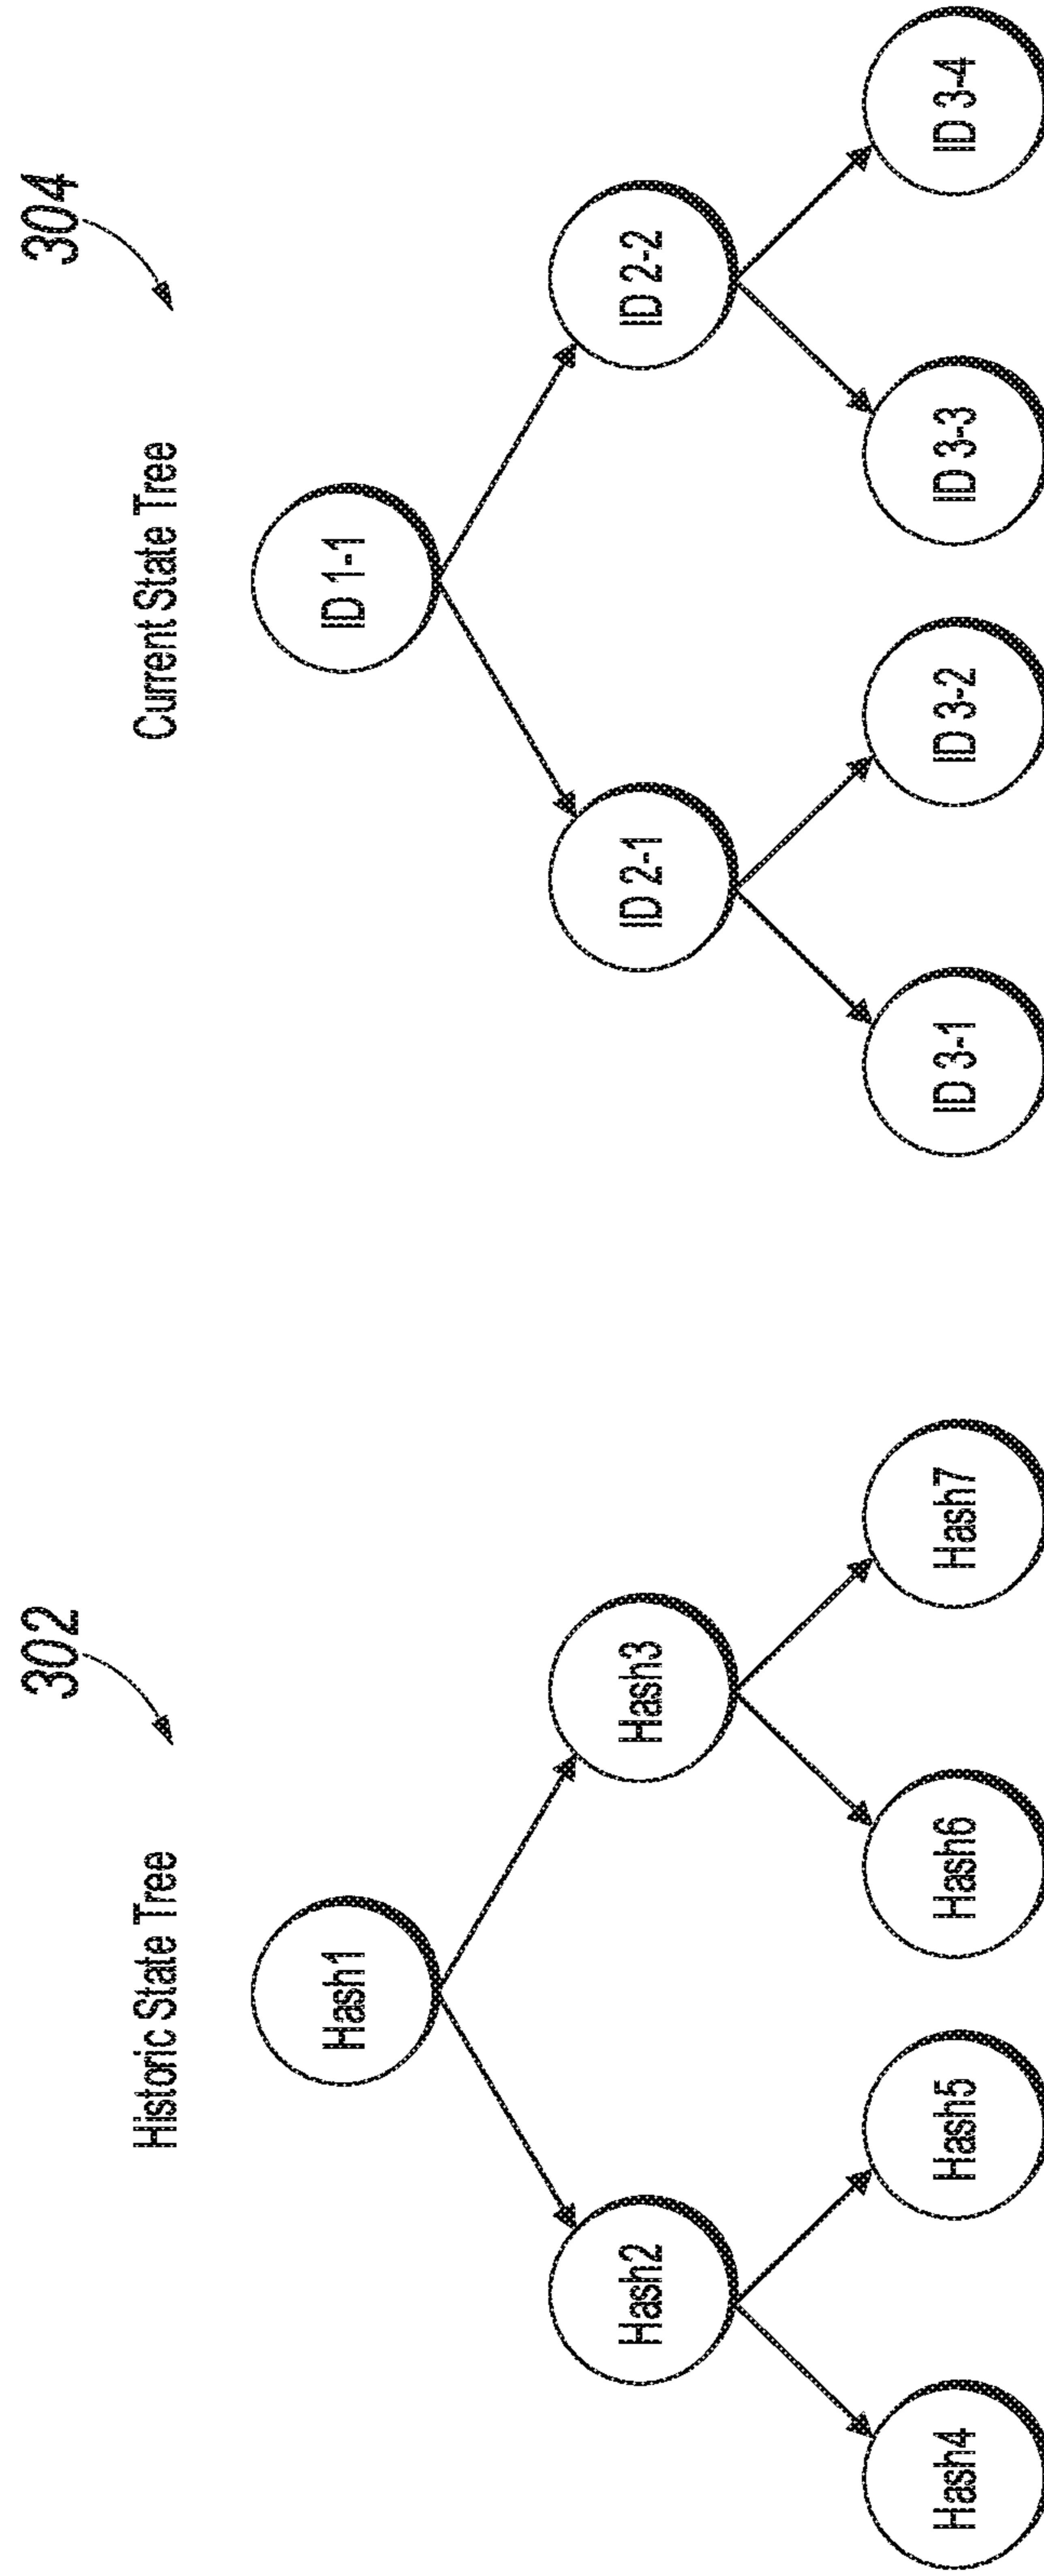 302
Historic State Tree
Hash1
Hash2
Hash3
Hash4
Hash5
Hash6
Hash7
304
Current State Tree
ID 1-1
ID 2-1
ID 2-2
ID 3-1
ID 3-2
ID 3-3
ID 3-4